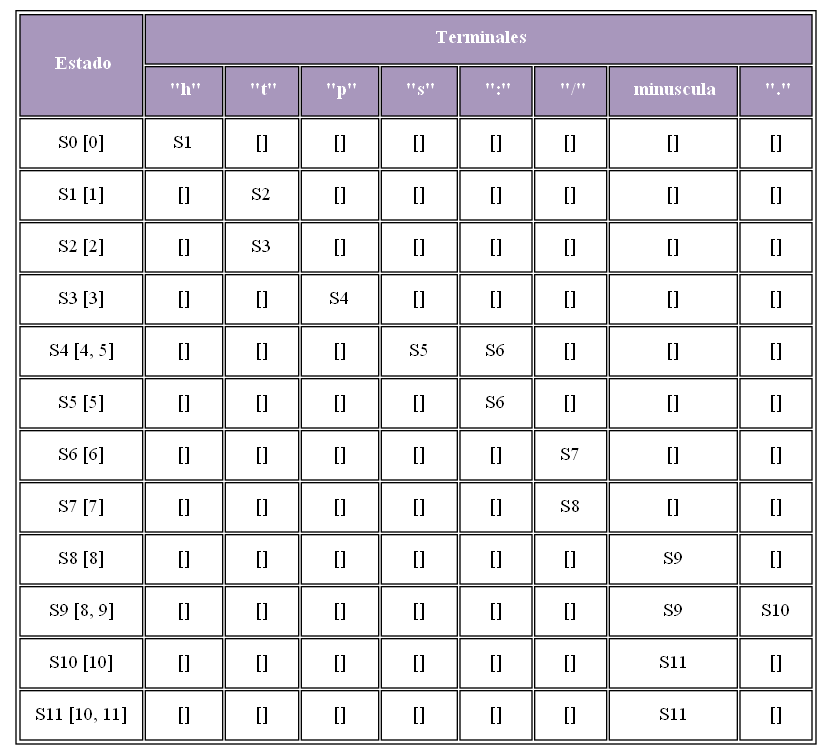 Estado Terminales
"h" "t" "p" "s" ":" "/" minuscula "."
S0 [0] S1 [] [] [] [] [] [] []
S1 [1] [] S2 [] [] [] [] [] []
S2 [2] [] S3 [] [] [] [] [] []
S3 [3] [] [] S4 [] [] [] [] []
S4 [4, 5] [] [] [] S5 S6 [] [] []
S5 [5] [] [] [] [] S6 [] [] []
S6 [6] [] [] [] [] [] S7 [] []
S7 [7] [] [] [] [] [] S8 [] []
S8 [8] [] [] [] [] [] [] S9 []
S9 [8, 9] [] [] [] [] [] [] S9 S10
S10 [10] [] [] [] [] [] [] S11 []
S11 [10, 11] [] [] [] [] [] [] S11 []